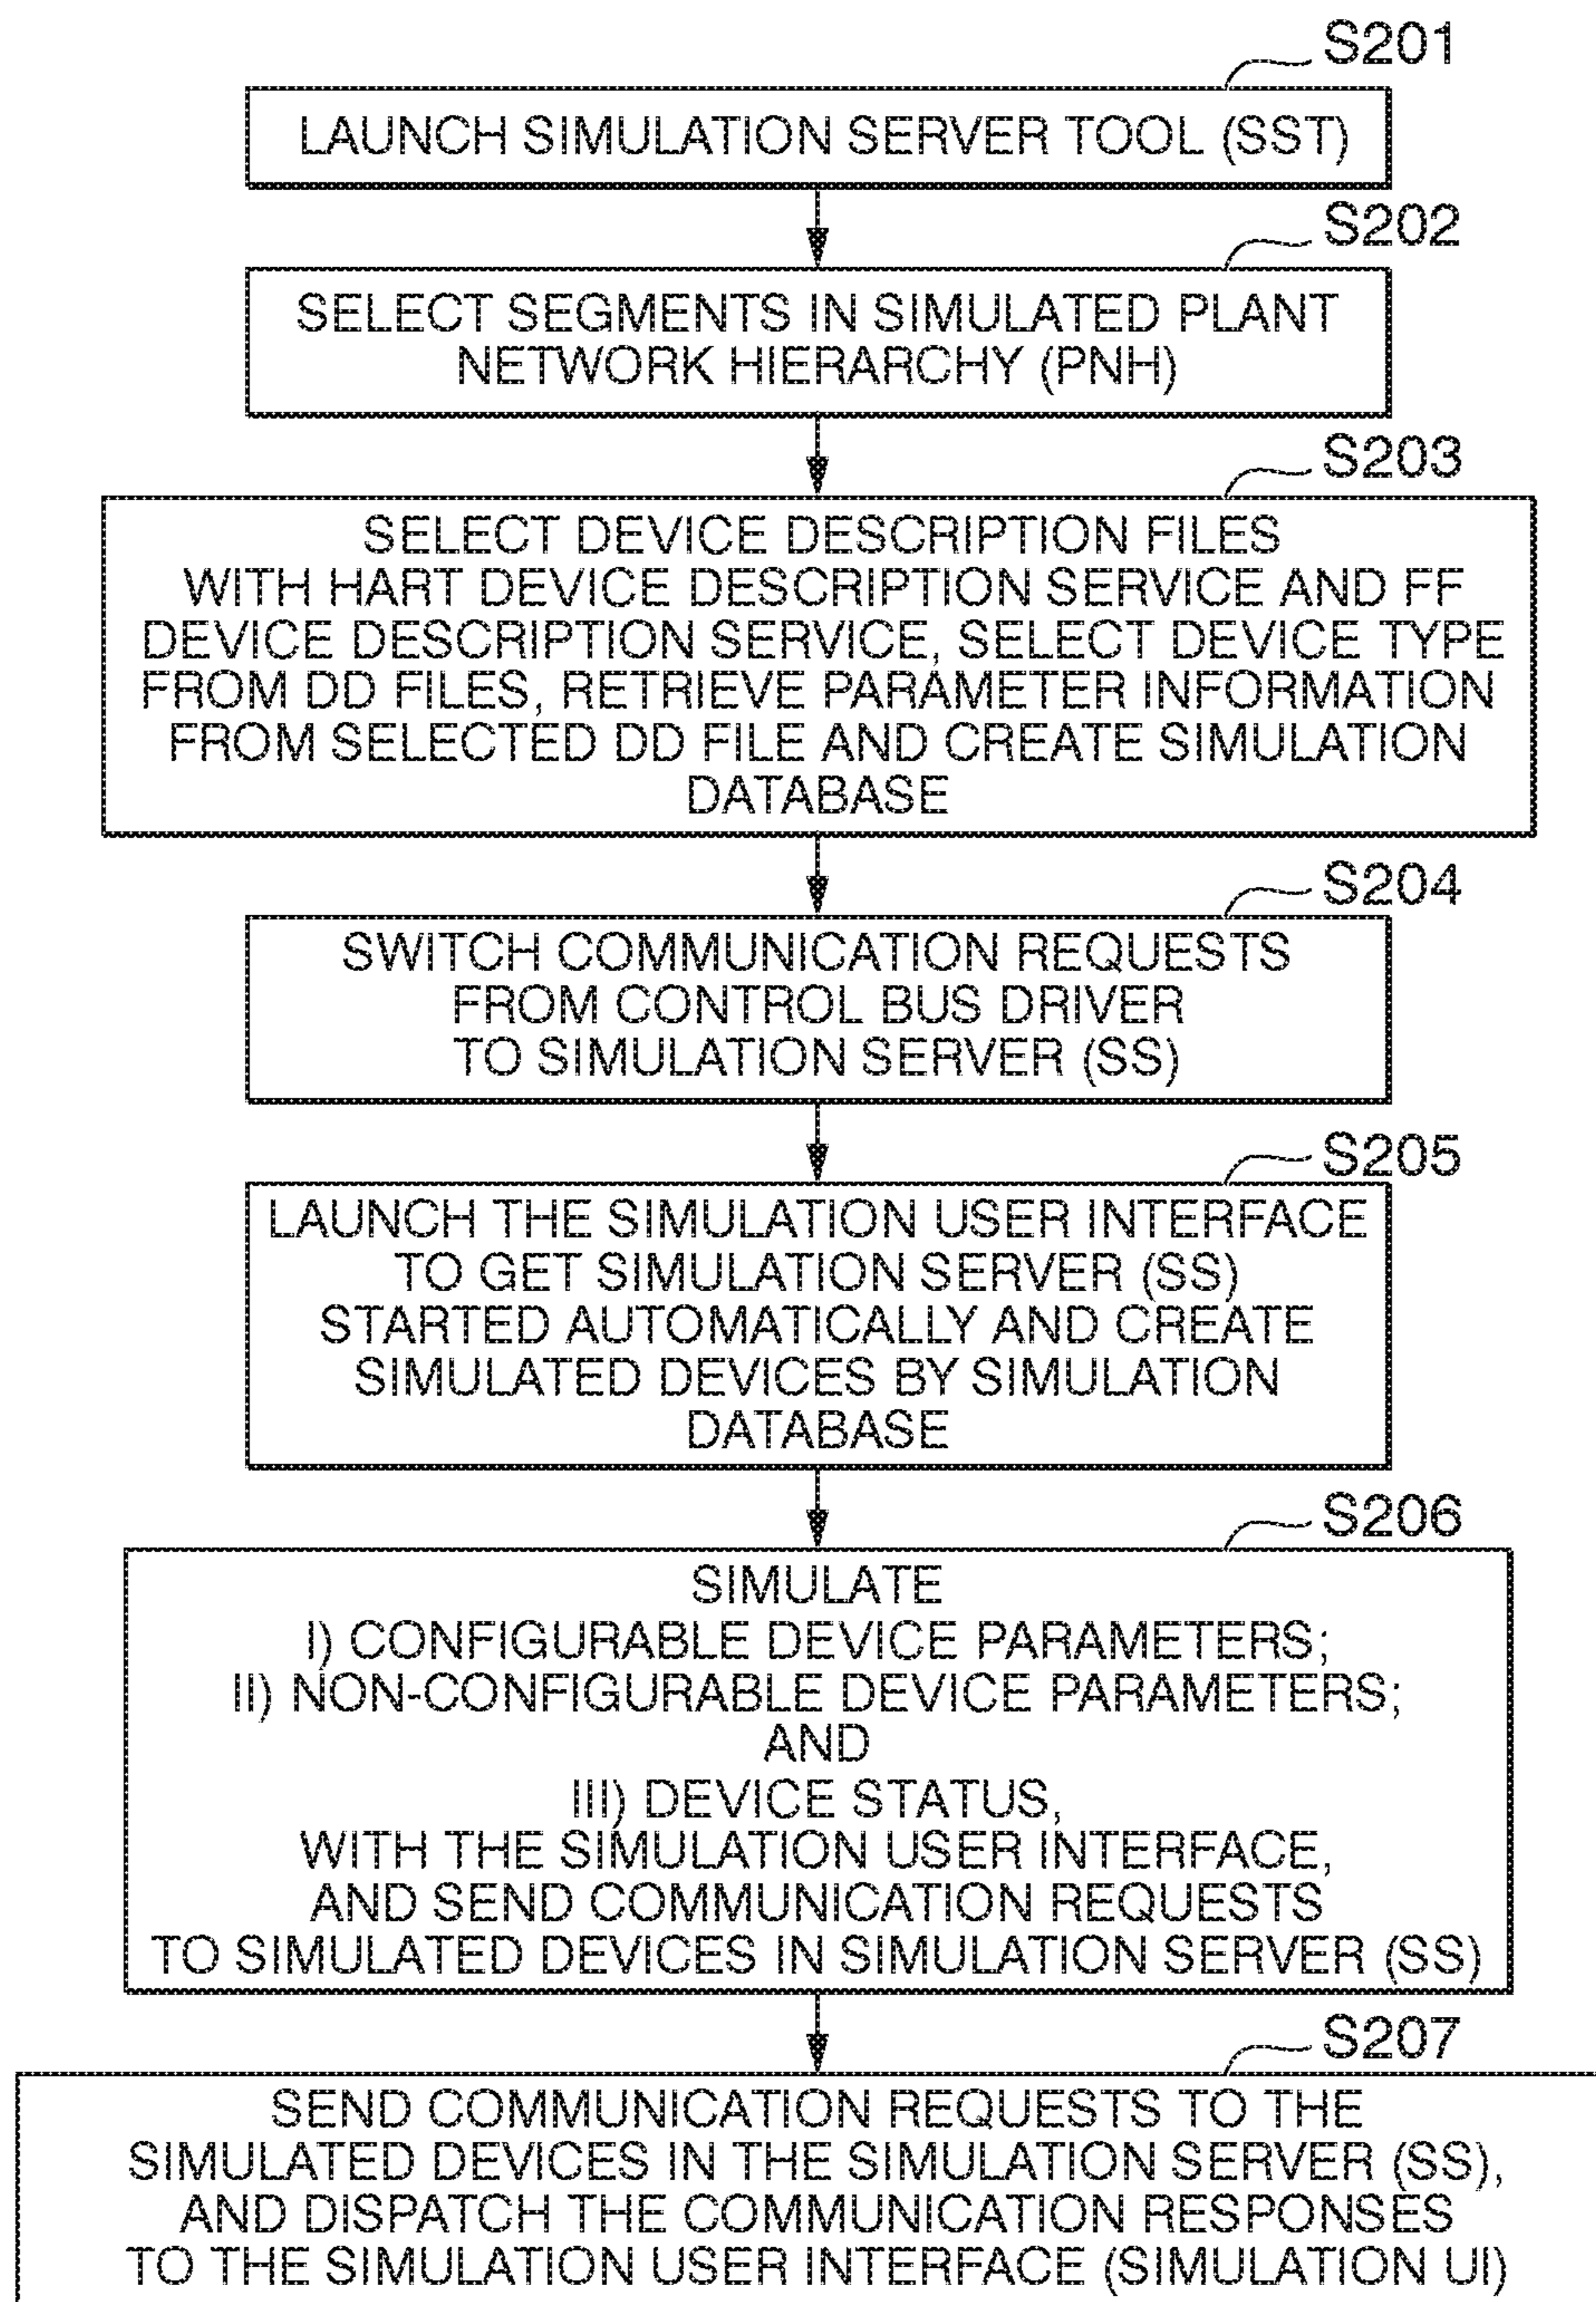 S201
LAUNCH SIMULATION SERVER TOOL (SST)
S202
SELECT SEGMENTS IN SIMULATED PLANT
NETWORK HIERARCHY (PNH)
S203
SELECT DEVICE DESCRIPTION FILES
WITH HART DEVICE DESCRIPTION SERVICE AND FF
DEVICE DESCRIPTION SERVICE, SELECT DEVICE TYPE
FROM DD FILES, RETRIEVE PARAMETER INFORMATION
FROM SELECTED DD FILE AND CREATE SIMULATION
DATABASE
S204
SWITCH COMMUNICATION REQUESTS
FROM CONTROL BUS DRIVER
TO SIMULATION SERVER (SS)
S205
LAUNCH THE SIMULATION USER INTERFACE
TO GET SIMULATION SERVER (SS)
STARTED AUTOMATICALLY AND CREATE
SIMULATED DEVICES BY SIMULATION
DATABASE
S206
SIMULATE
I) CONFIGURABLE DEVICE PARAMETERS;
II) NON-CONFIGURABLE DEVICE PARAMETERS;
AND
III) DEVICE STATUS,
WITH THE SIMULATION USER INTERFACE,
AND SEND COMMUNICATION REQUESTS
TO SIMULATED DEVICES IN SIMULATION SERVER (SS)
S207
SEND COMMUNICATION REQUESTS TO THE
SIMULATED DEVICES IN THE SIMULATION SERVER (SS),
AND DISPATCH THE COMMUNICATION RESPONSES
TO THE SIMULATION USER INTERFACE (SIMULATION UI)